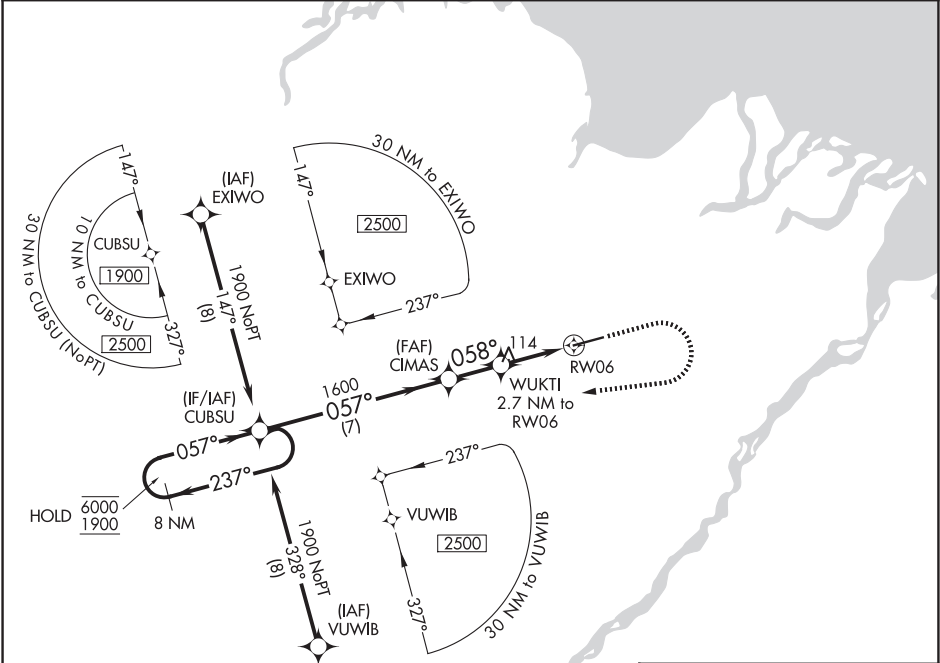 147°
30 NM to CUBSU (NoPT)
10 NM to CUBSU
CUBSU
1900
2500
327°
(IAF)
EXIWO
1900 NoPT
147°
(8)
30 NM to EXIWO
147°
2500
EXIWO
237°
(FAF)
CIMAS
058°
114
RW06
WUKTI
2.7 NM to
RW06
1600
057°
(7)
(IF/IAF)
CUBSU
057°
237°
HOLD
6000
1900
8 NM
1900 NoPT
328°
(8)
(IAF)
VUWIB
237°
VUWIB
2500
327°
30 NM to VUWIB